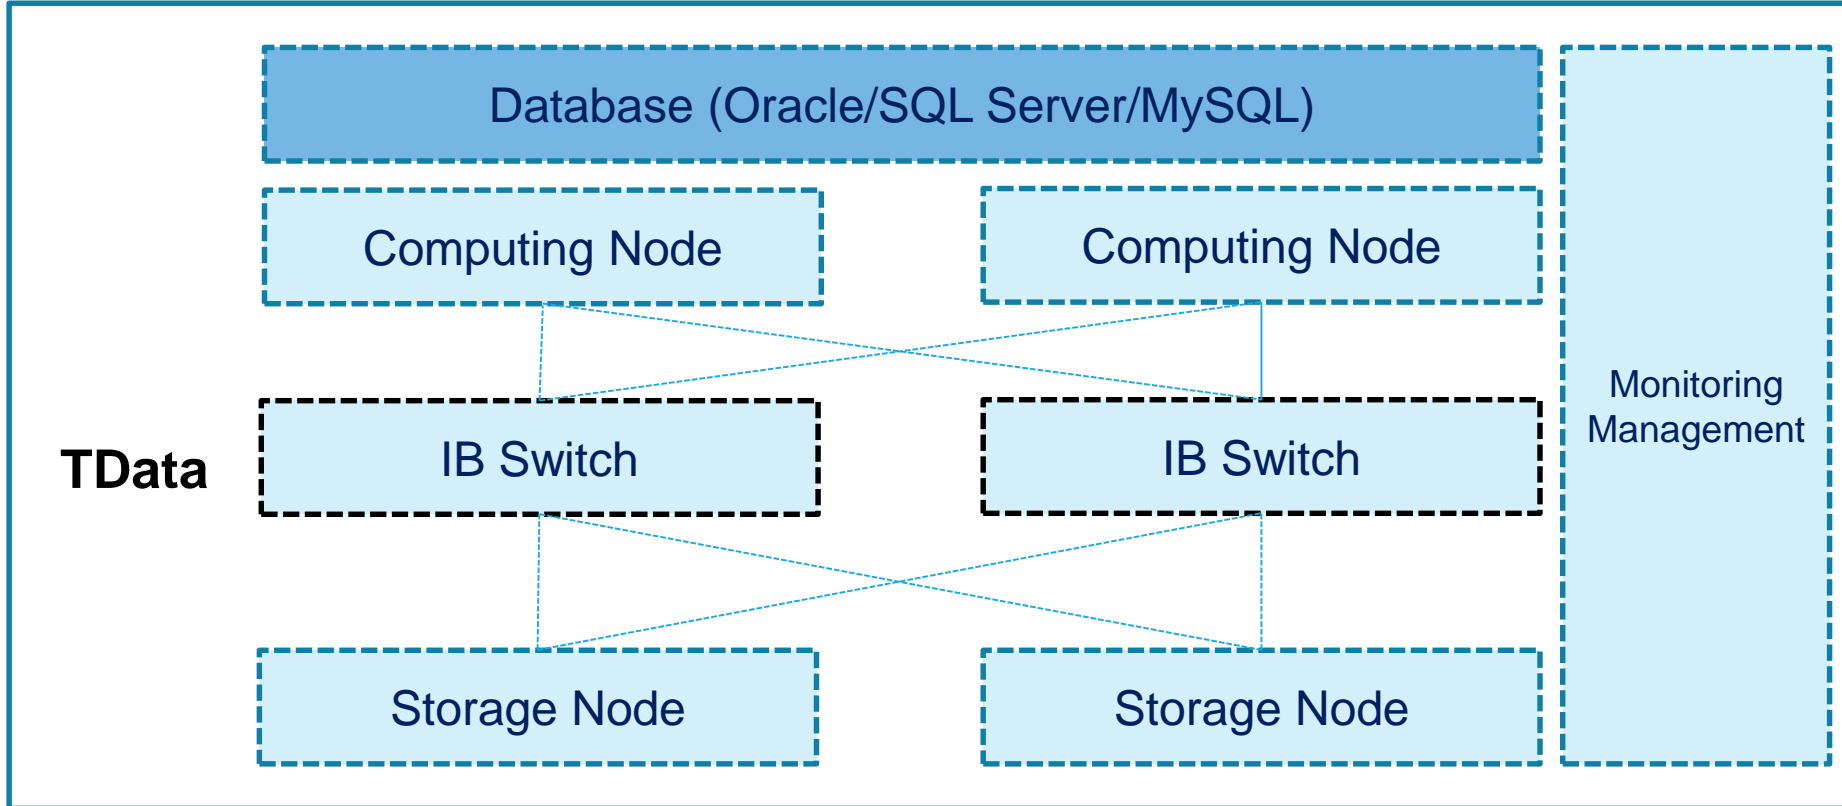 Database (Oracle/SQL Server/MySQL)
Computing Node
Computing Node
IB Switch
IB Switch
TData
Storage Node
Storage Node
Monitoring
Management